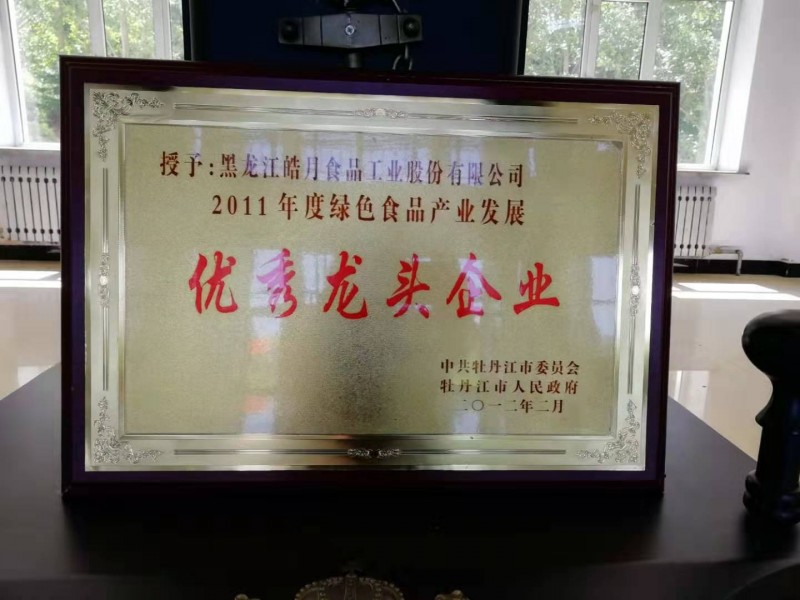 授予:黑龙江皓月食品工业股份有限公司
2011年度绿色食品产业发展
优秀龙头企业
中共牡丹江市委员会
牡丹江市人民政府
二〇一二年二月